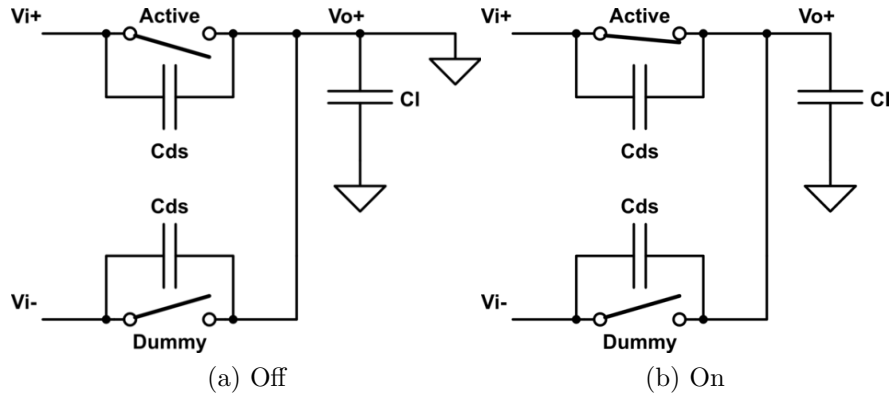 Vi+ Active Vo+
Cl
Cds
Cds
Vi-
Dummy
(a) Off
Vi+ Active Vo+
Cl
Cds
Cds
Vi-
Dummy
(b) On